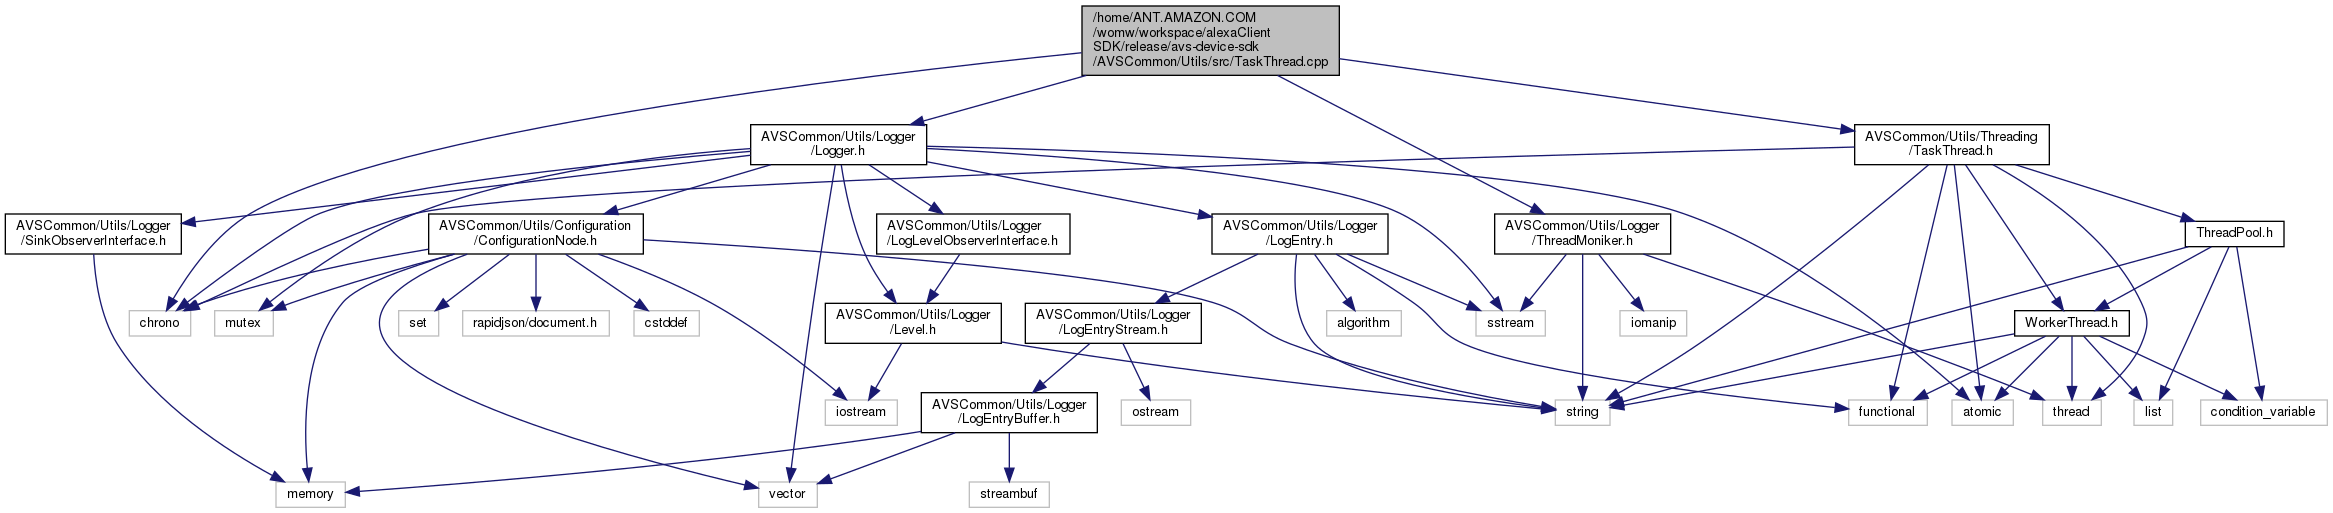 /home/ANT.AMAZON.COM
/womw/workspace/alexaClient
SDK/release/avs-device-sdk
/AVSCommon/Utils/src/TaskThread.cpp
AVSCommon/Utils/Logger
/Logger.h
AVSCommon/Utils/Threading
/TaskThread.h
AVSCommon/Utils/Logger
/SinkObserverInterface.h
AVSCommon/Utils/Configuration
/ConfigurationNode.h
AVSCommon/Utils/Logger
/LogLevelObserverInterface.h
AVSCommon/Utils/Logger
/LogEntry.h
AVSCommon/Utils/Logger
/ThreadMoniker.h
ThreadPool.h
chrono
mutex
set
rapidjson/document.h
cstddef
AVSCommon/Utils/Logger
/Level.h
AVSCommon/Utils/Logger
/LogEntryStream.h
algorithm
sstream
iomanip
WorkerThread.h
iostream
AVSCommon/Utils/Logger
/LogEntryBuffer.h
ostream
string
functional
atomic
thread
list
condition_variable
memory
vector
streambuf